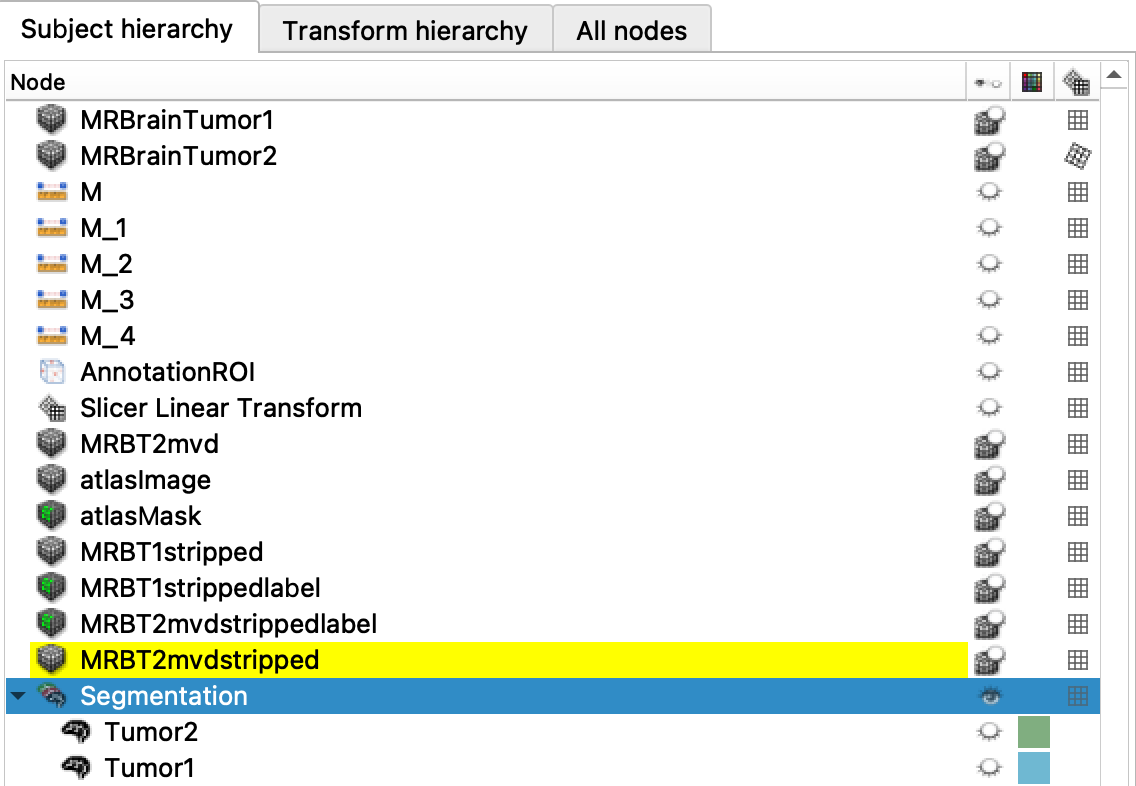 Subject hierarchy Transform hierarchy All nodes
Node
MRBrainTumor1
MRBrainTumor2
M
M_1
M_2
M_3
M_4
AnnotationROI
Slicer Linear Transform
MRBT2mvd
atlasImage
atlasMask
MRBT1stripped
MRBT1strippedlabel
MRBT2mvdstrippedlabel
MRBT2mvdstripped
Segmentation
Tumor2
Tumor1